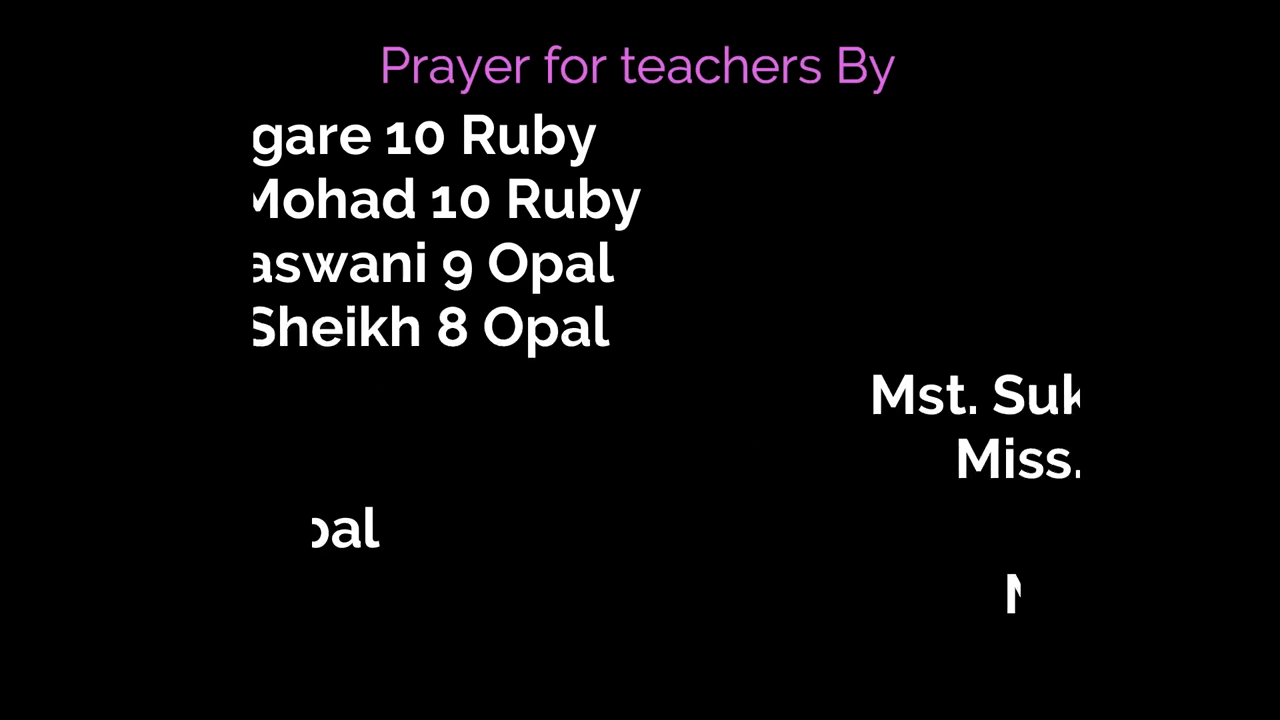 Prayer for teachers By
gare 10 Ruby
Mohad 10 Ruby
aswani 9 Opal
Sheikh 8 Opal
Mst. Suk
Miss.
pal